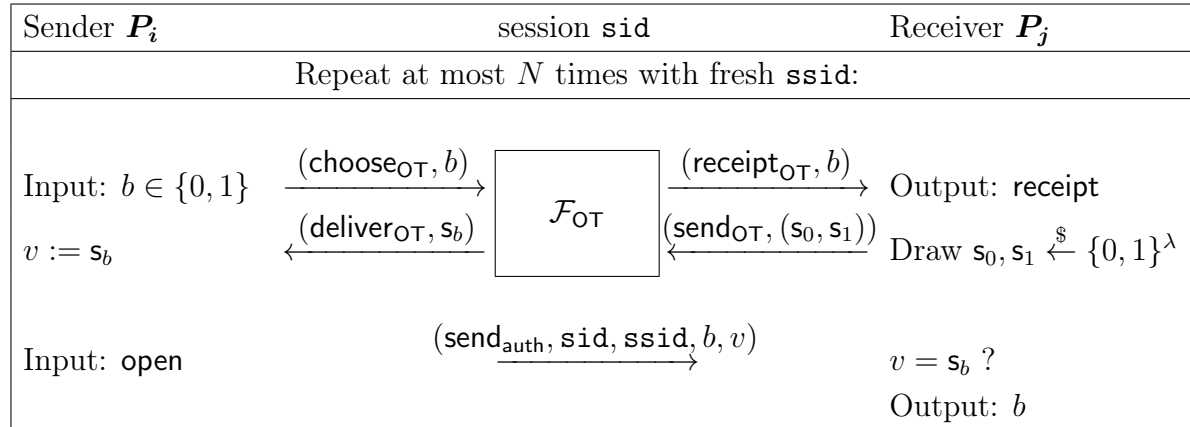 Sender P_i session sid Receiver P_j
Repeat at most N times with fresh ssid:
(choose_OT, b) (receipt_OT, b)
Input: b ∈ {0, 1} F_OT Output: receipt
(deliver_OT, s_b) (send_OT, (s_0, s_1))
v := s_b Draw s_0, s_1 ←$ {0, 1}^λ
(send_auth, sid, ssid, b, v)
Input: open v = s_b ?
Output: b